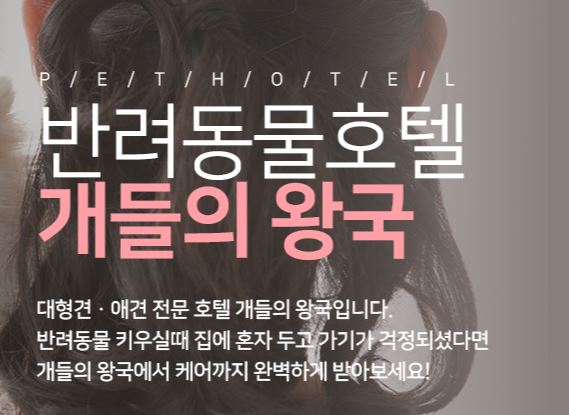 P / E / T / H / O / T / E / L
반려동물호텔
개들의 왕국
대형견 · 애견 전문 호텔 개들의 왕국입니다.
반려동물 키우실때 집에 혼자 두고 가기가 걱정되셨다면
개들의 왕국에서 케어까지 완벽하게 받아보세요!